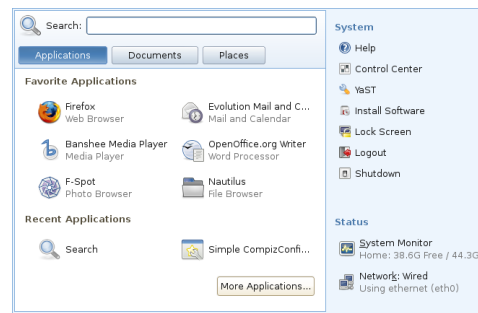 Search:
Applications
Documents
Places
Favorite Applications
Firefox
Web Browser
Evolution Mail and C...
Mail and Calendar
Banshee Media Player
Media Player
OpenOffice.org Writer
Word Processor
F-Spot
Photo Browser
Nautilus
File Browser
Recent Applications
Search
Simple CompizConfi...
More Applications...
System
Help
Control Center
YaST
Install Software
Lock Screen
Logout
Shutdown
Status
System Monitor
Home: 38.6G Free / 44.3G
Network: Wired
Using ethernet (eth0)